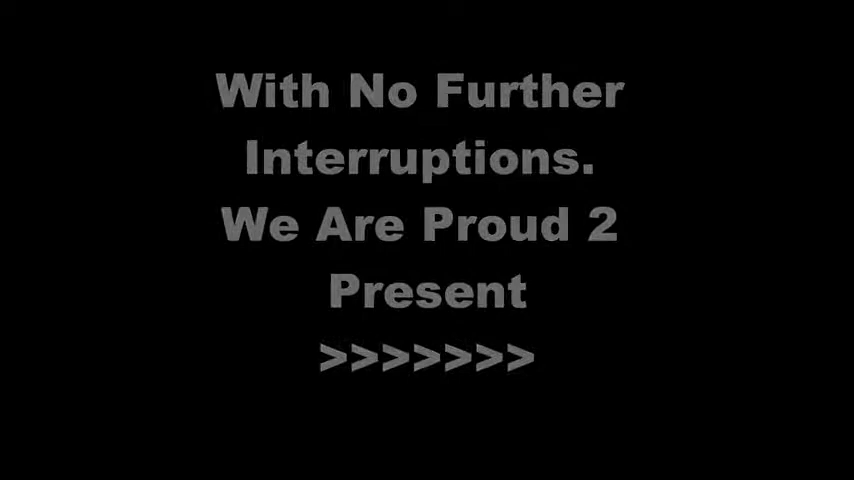 With No Further
Interruptions.
We Are Proud 2
Present
>>>>>>>